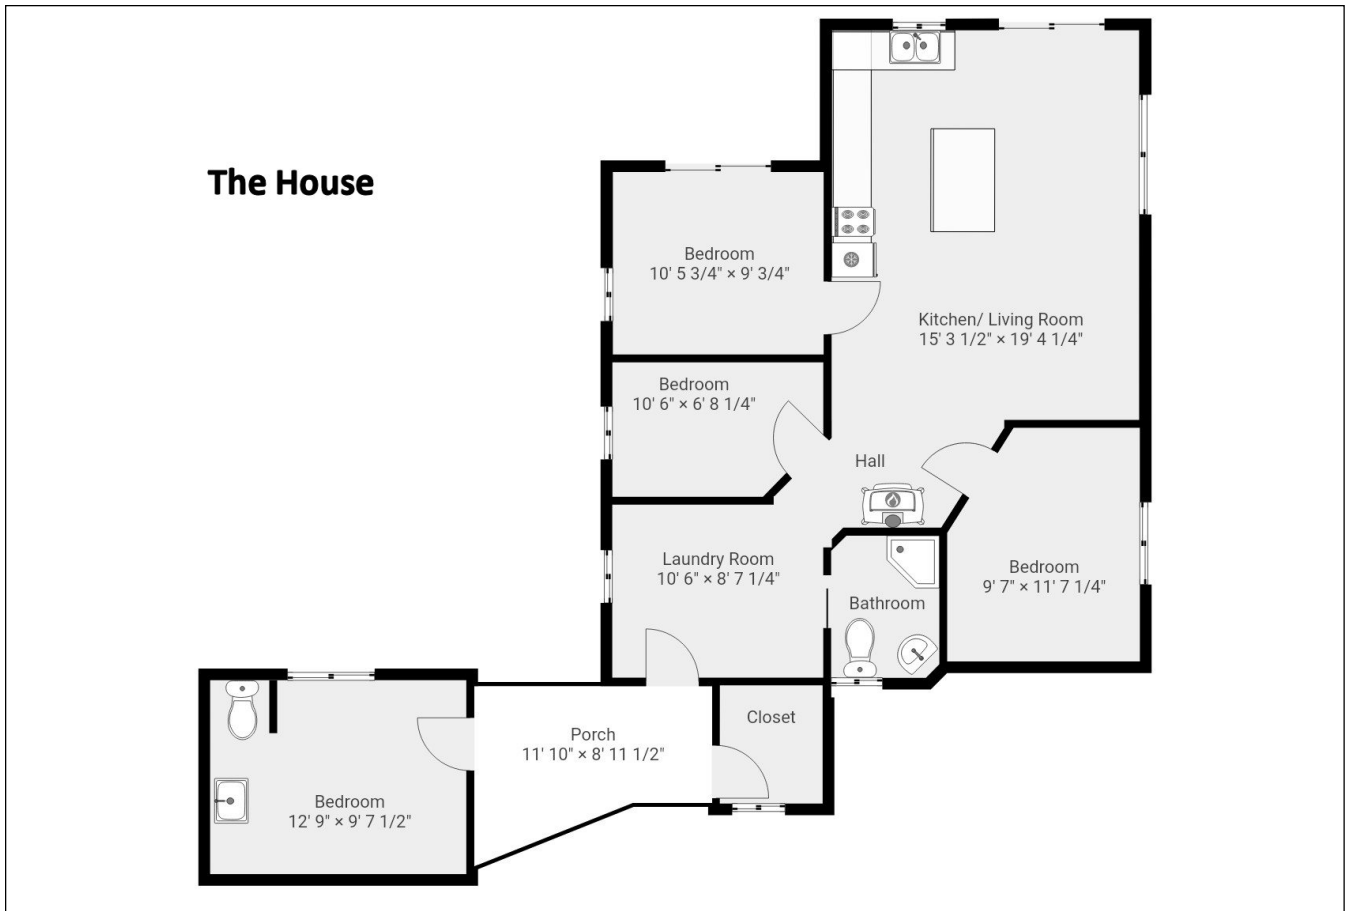 The House
Bedroom
10' 5 3/4" × 9' 3/4"
Kitchen/ Living Room
15' 3 1/2" × 19' 4 1/4"
Bedroom
10' 6" × 6' 8 1/4"
Hall
Laundry Room
10' 6" × 8' 7 1/4"
Bedroom
9' 7" × 11' 7 1/4"
Bathroom
Closet
Porch
11' 10" × 8' 11 1/2"
Bedroom
12' 9" × 9' 7 1/2"